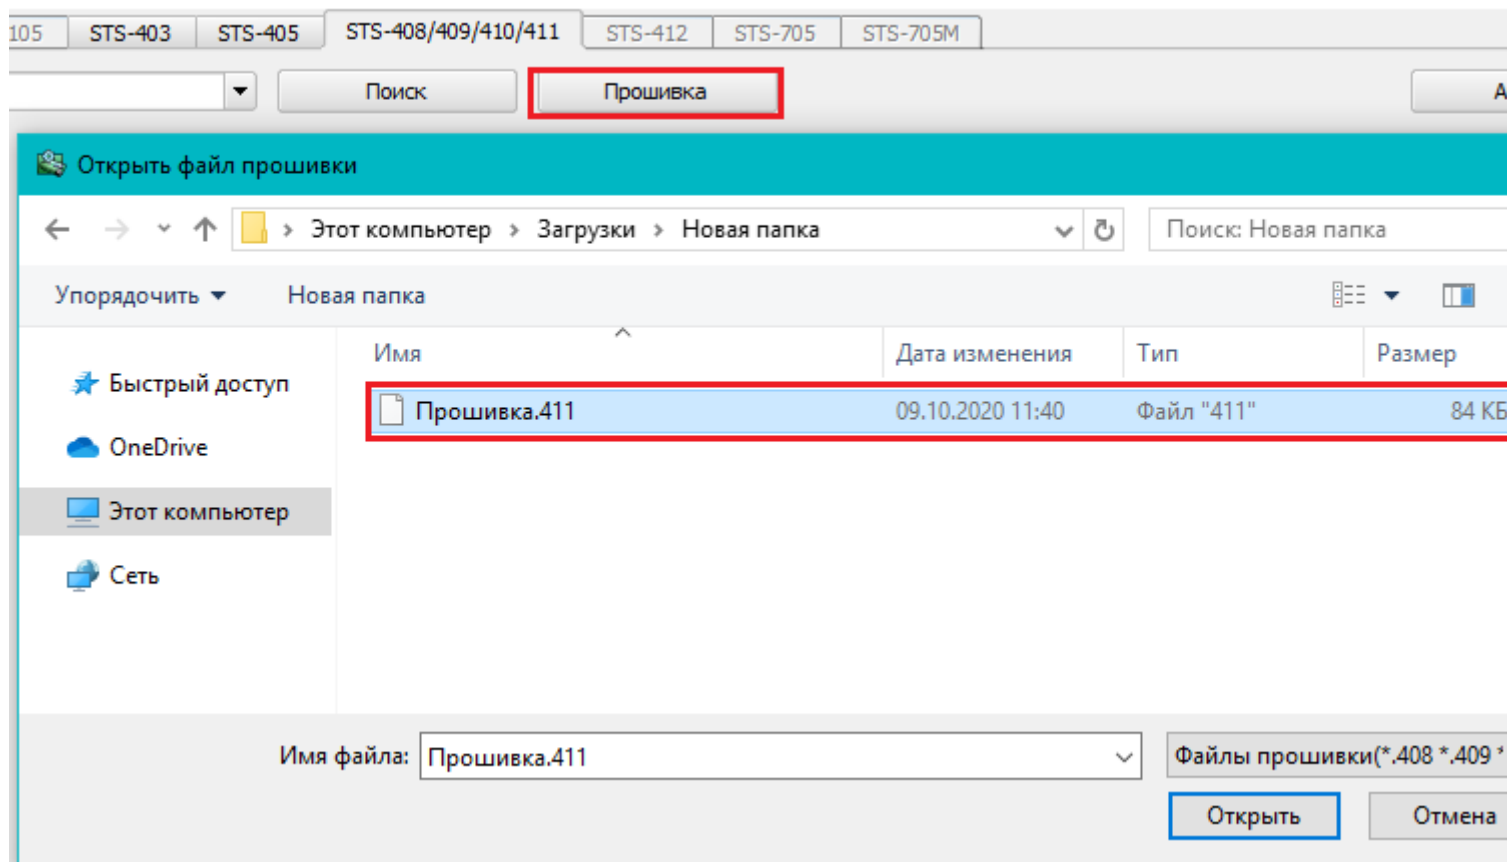 105 STS-403 STS-405 STS-408/409/410/411 STS-412 STS-705 STS-705M
Поиск Прошивка А
Открыть файл прошивки
Этот компьютер > Загрузки > Новая папка Поиск: Новая папка
Упорядочить Новая папка
Имя Дата изменения Тип Размер
Быстрый доступ
Прошивка.411 09.10.2020 11:40 Файл "411" 84 КБ
OneDrive
Этот компьютер
Сеть
Имя файла: Прошивка.411 Файлы прошивки(*.408 *.409 *
Открыть Отмена